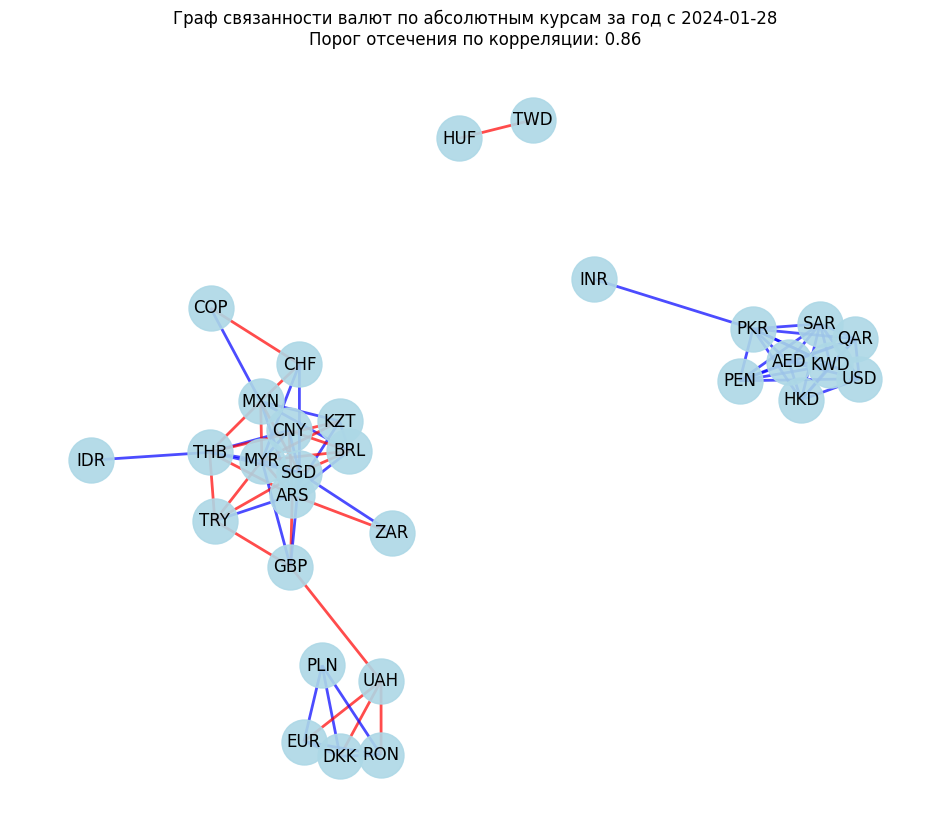 Граф связанности валют по абсолютным курсам за год с 2024-01-28
Порог отсечения по корреляции: 0.86
TWD
HUF
INR
COP
SAR
PKR
QAR
CHF
AED
KWD
PEN
USD
HKD
MXN
KZT
CNY
BRL
THB
IDR
MYR
SGD
ARS
TRY
ZAR
GBP
PLN
UAH
EUR
RON
DKK